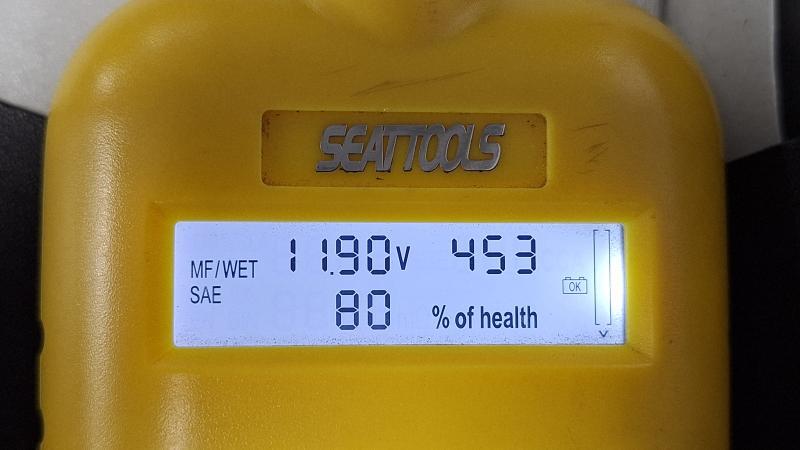 SEATTOOLS
MF/WET 11.90V 453
SAE 80 % of health
OK